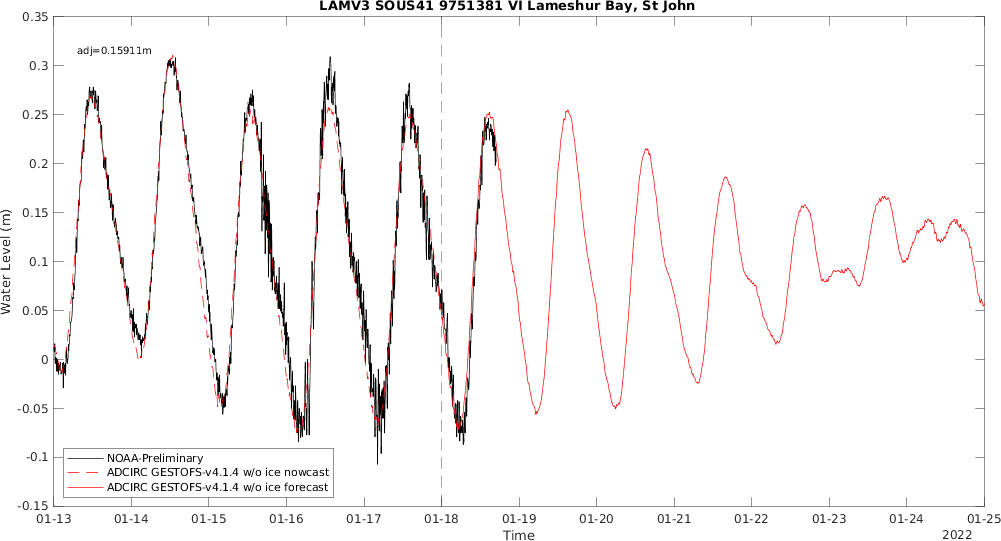 LAMV3 SOUS41 9751381 VI Lameshur Bay, St John
0.35
0.3
0.25
0.2
0.15
0.1
0.05
0
-0.05
-0.1
-0.15
Water Level (m)
adj=0.15911m
NOAA-Preliminary
ADCIRC GESTOFS-v4.1.4 w/o ice nowcast
ADCIRC GESTOFS-v4.1.4 w/o ice forecast
01-13 01-14 01-15 01-16 01-17 01-18 01-19 01-20 01-21 01-22 01-23 01-24 01-25
Time
2022